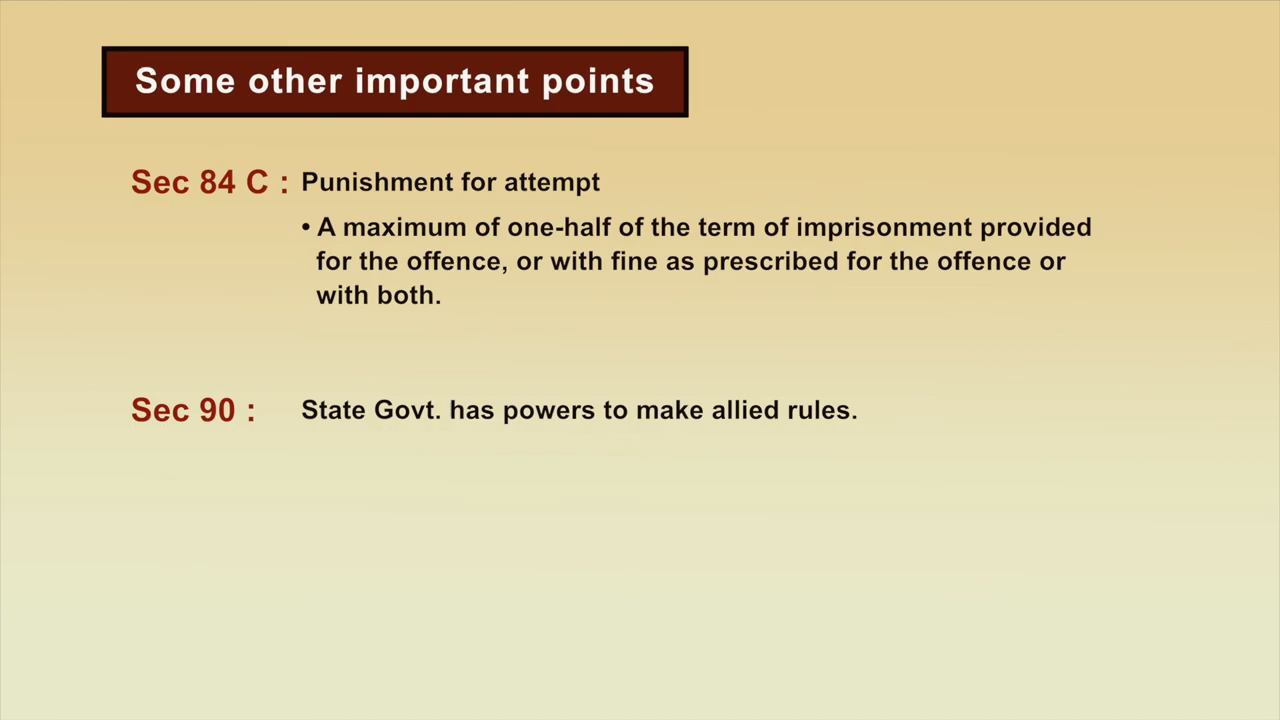 Some other important points
Sec 84 C : Punishment for attempt
• A maximum of one-half of the term of imprisonment provided
for the offence, or with fine as prescribed for the offence or
with both.
Sec 90 : State Govt. has powers to make allied rules.